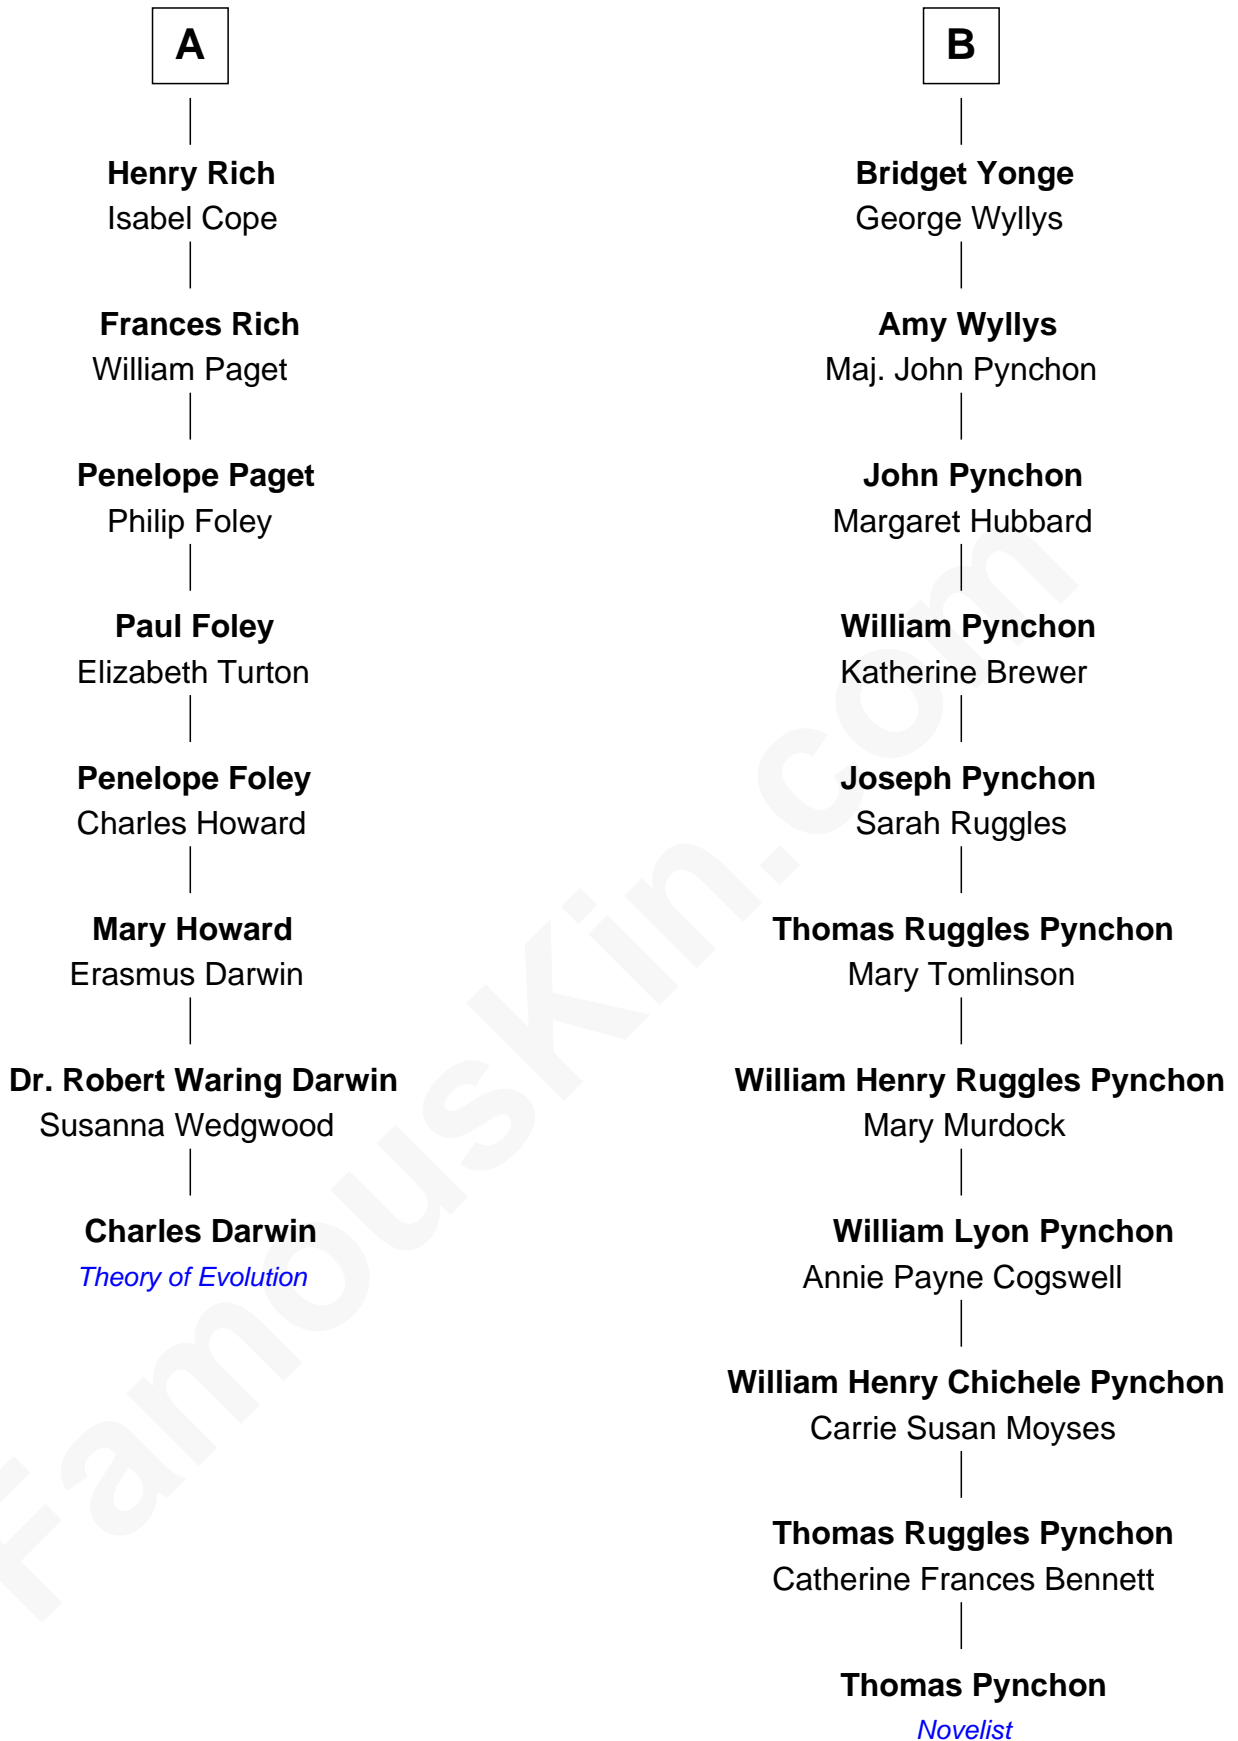 A
Henry Rich
Isabel Cope
Frances Rich
William Paget
Penelope Paget
Philip Foley
Paul Foley
Elizabeth Turton
Penelope Foley
Charles Howard
Mary Howard
Erasmus Darwin
Dr. Robert Waring Darwin
Susanna Wedgwood
Charles Darwin
Theory of Evolution
B
Bridget Yonge
George Wyllys
Amy Wyllys
Maj. John Pynchon
John Pynchon
Margaret Hubbard
William Pynchon
Katherine Brewer
Joseph Pynchon
Sarah Ruggles
Thomas Ruggles Pynchon
Mary Tomlinson
William Henry Ruggles Pynchon
Mary Murdock
William Lyon Pynchon
Annie Payne Cogswell
William Henry Chichele Pynchon
Carrie Susan Moyses
Thomas Ruggles Pynchon
Catherine Frances Bennett
Thomas Pynchon
Novelist
FamousKin.com